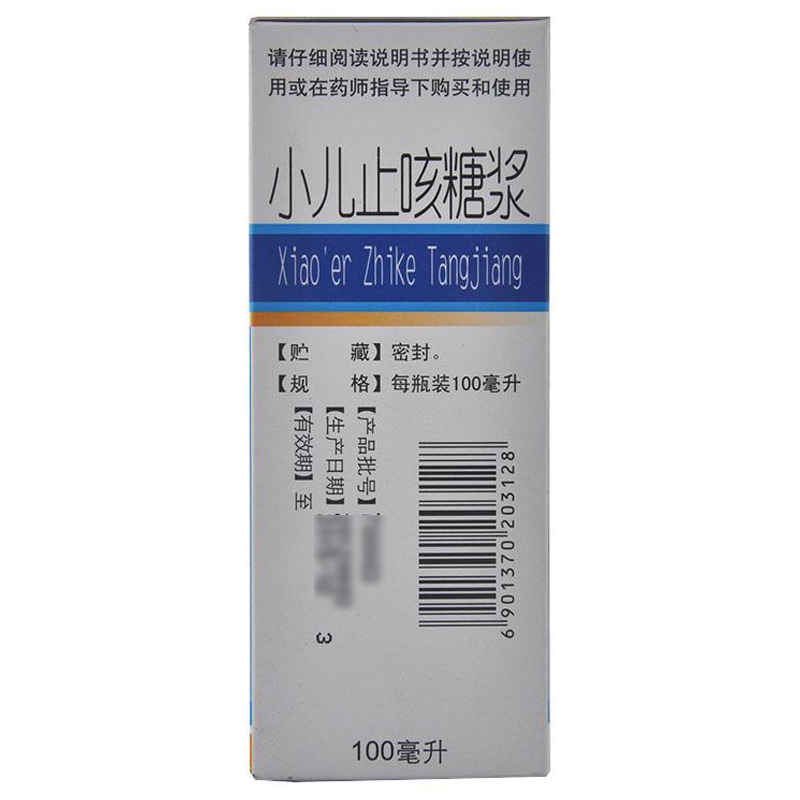 请仔细阅读说明书并按说明使
用或在药师指导下购买和使用
小儿止咳糖浆
Xiao'er Zhike Tangjiang
【贮 藏】密封。
【规 格】每瓶装100毫升
【产品批号】
【生产日期】
【有效期】至
3
6901370203128
100毫升